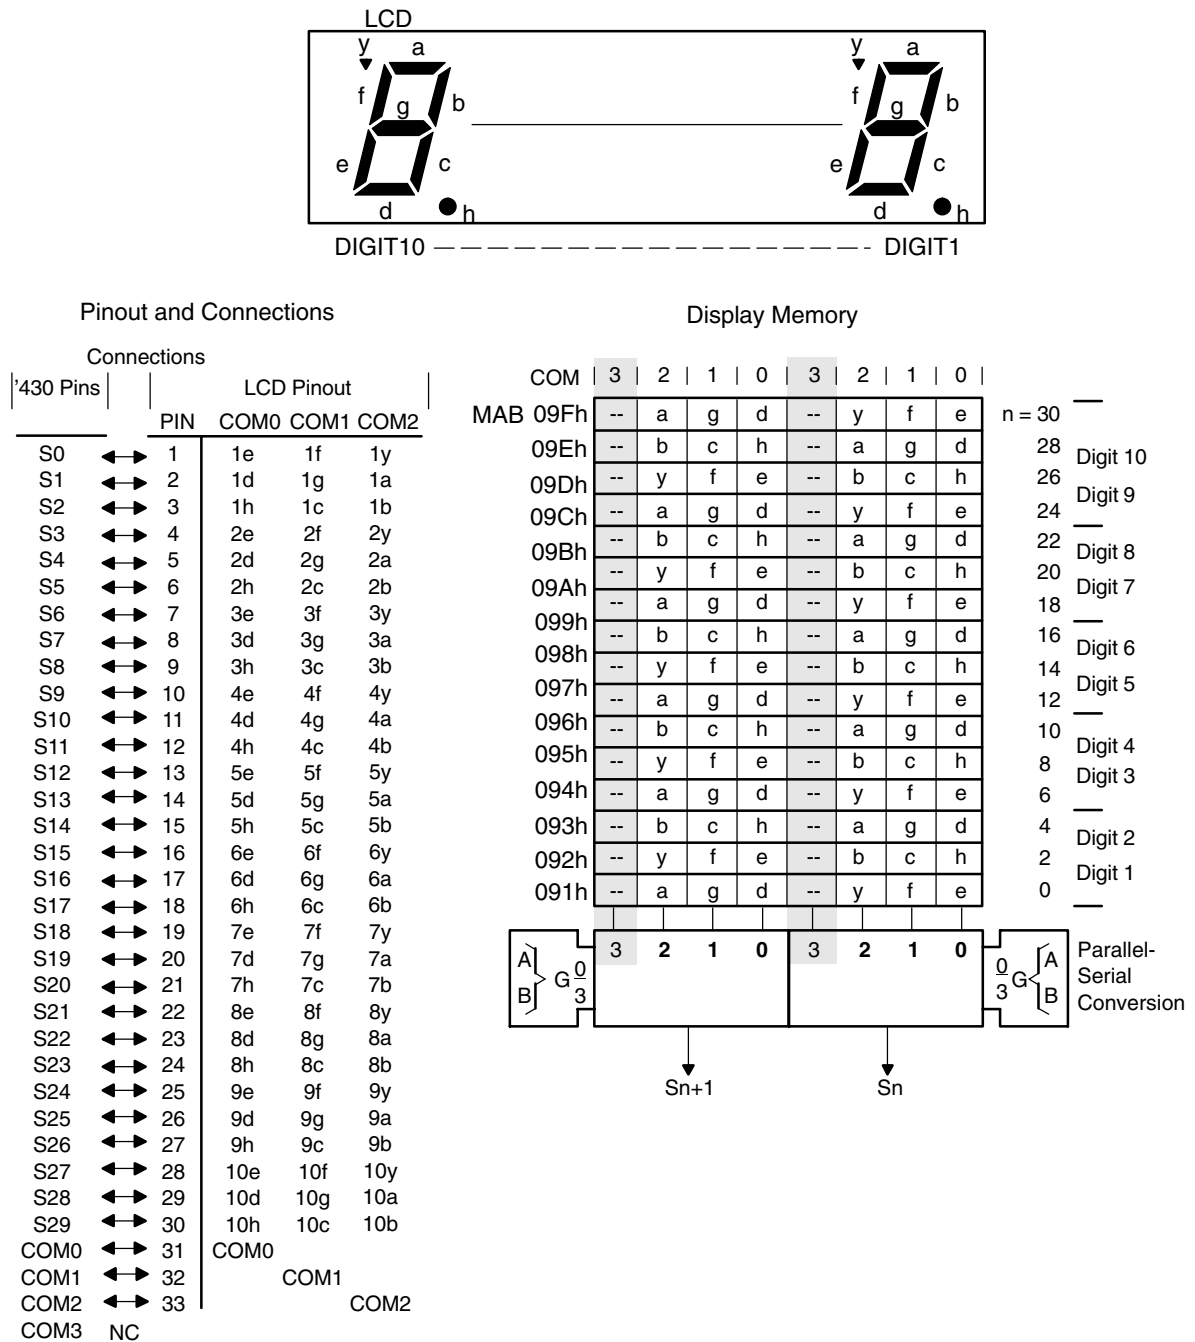 LCD
y a y a
f g b f g b
e c e c
d h d h
DIGIT10 DIGIT1
Pinout and Connections
Connections
'430 Pins LCD Pinout
PIN COM0 COM1 COM2
S0 1 1e 1f 1y
S1 2 1d 1g 1a
S2 3 1h 1c 1b
S3 4 2e 2f 2y
S4 5 2d 2g 2a
S5 6 2h 2c 2b
S6 7 3e 3f 3y
S7 8 3d 3g 3a
S8 9 3h 3c 3b
S9 10 4e 4f 4y
S10 11 4d 4g 4a
S11 12 4h 4c 4b
S12 13 5e 5f 5y
S13 14 5d 5g 5a
S14 15 5h 5c 5b
S15 16 6e 6f 6y
S16 17 6d 6g 6a
S17 18 6h 6c 6b
S18 19 7e 7f 7y
S19 20 7d 7g 7a
S20 21 7h 7c 7b
S21 22 8e 8f 8y
S22 23 8d 8g 8a
S23 24 8h 8c 8b
S24 25 9e 9f 9y
S25 26 9d 9g 9a
S26 27 9h 9c 9b
S27 28 10e 10f 10y
S28 29 10d 10g 10a
S29 30 10h 10c 10b
COM0 31 COM0
COM1 32 COM1
COM2 33 COM2
COM3 NC
Display Memory
COM 3 2 1 0 3 2 1 0
MAB 09Fh -- a g d -- y f e n = 30
09Eh -- b c h -- a g d 28
Digit 10
09Dh -- y f e -- b c h 26
Digit 9
09Ch -- a g d -- y f e 24
09Bh -- b c h -- a g d 22
Digit 8
09Ah -- y f e -- b c h 20
Digit 7
099h -- a g d -- y f e 18
098h -- b c h -- a g d 16
Digit 6
097h -- y f e -- b c h 14
Digit 5
096h -- a g d -- y f e 12
095h -- b c h -- a g d 10
Digit 4
094h -- y f e -- b c h 8
Digit 3
-- a g d -- y f e 6
093h -- b c h -- a g d 4
Digit 2
092h -- y f e -- b c h 2
Digit 1
091h -- a g d -- y f e 0
3 2 1 0 3 2 1 0
A B G 0 3
0 3 G A B
Parallel-
Serial
Conversion
Sn+1 Sn